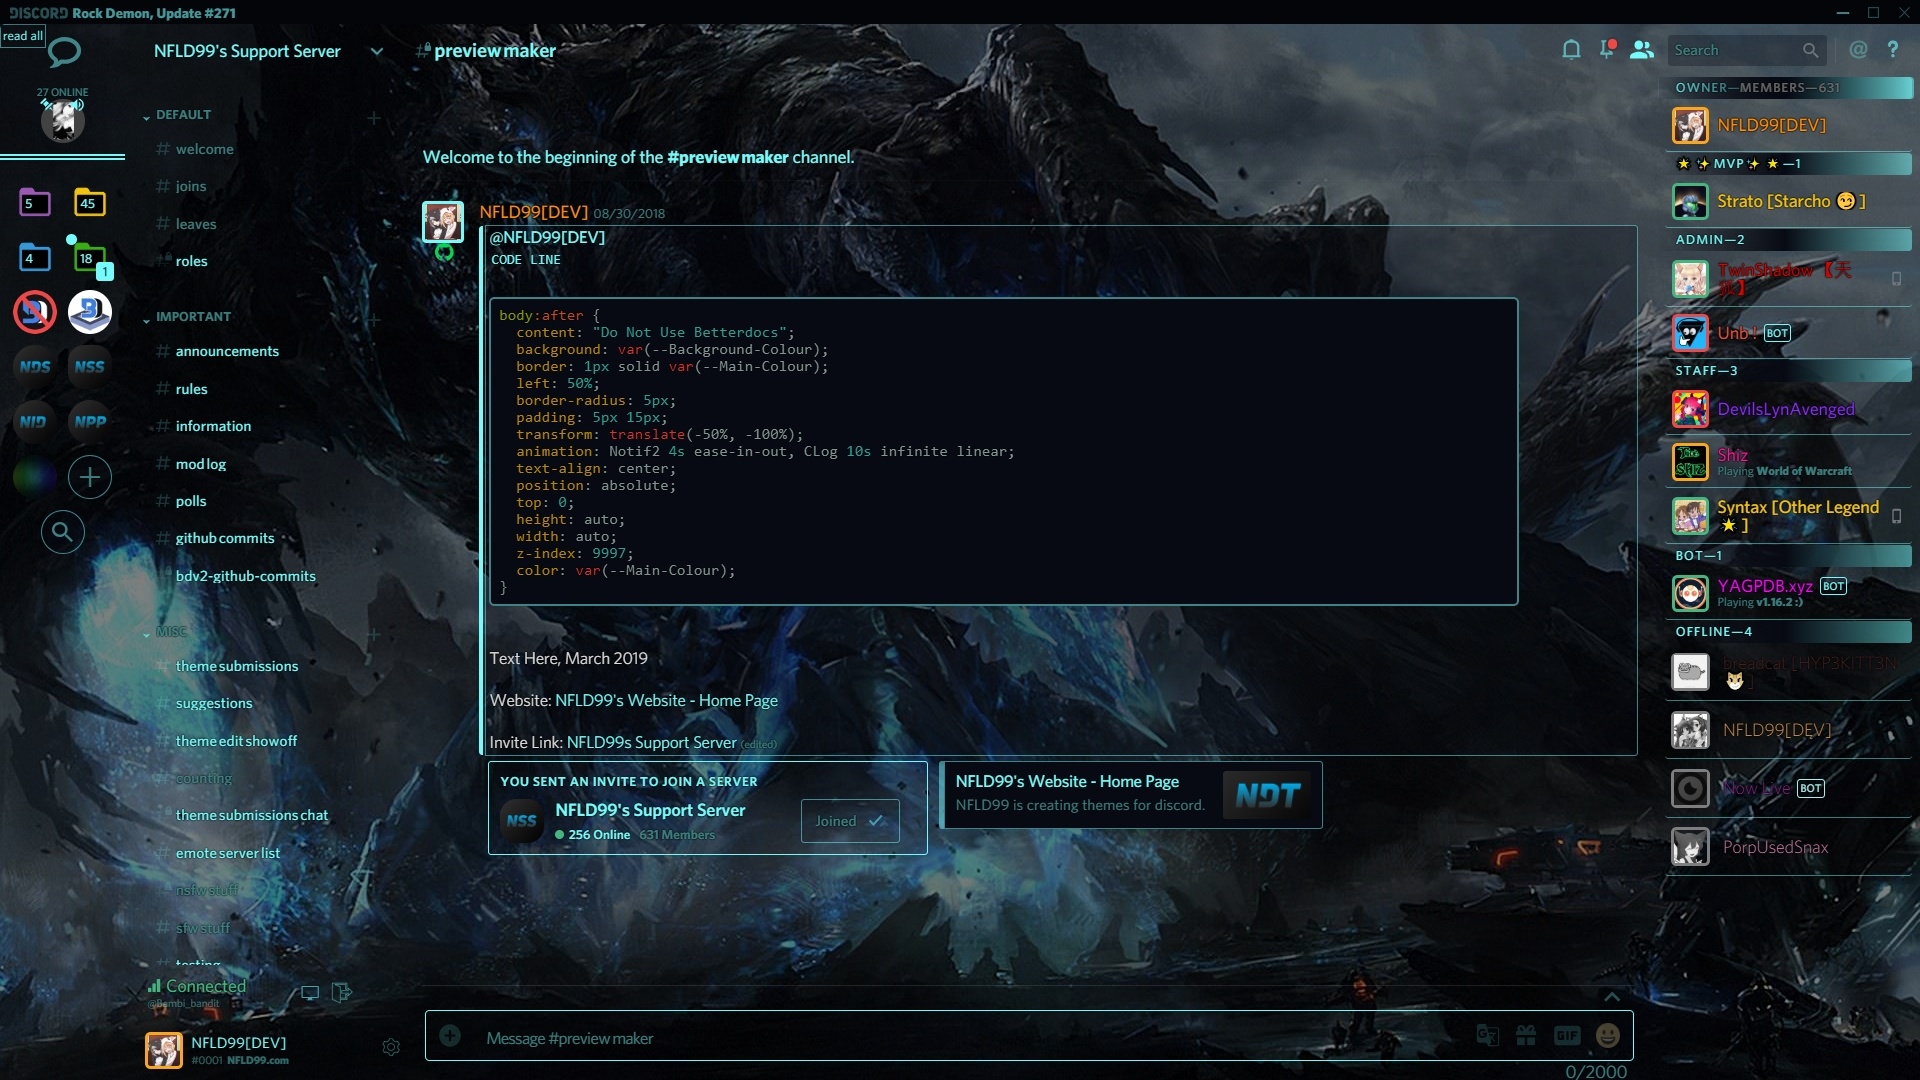 DISCORD Rock Demon, Update #271
read all
27 ONLINE
5
45
4
18
1
NDS
NSS
NID
NPP
NFLD99's Support Server
DEFAULT
# welcome
# joins
# leaves
# roles
IMPORTANT
# announcements
# rules
# information
# mod log
# polls
# github commits
# bdv2-github-commits
MISC
# theme submissions
# suggestions
# theme edit showoff
# counting
# theme submissions chat
# emote server list
# nsfw stuff
# sfw stuff
# testing
Connected
@Bembi_bandit
NFLD99[DEV]
#0001 NFLD99.com
# preview maker
Search
@ ?
Welcome to the beginning of the #preview maker channel.
NFLD99[DEV] 08/30/2018
@NFLD99[DEV]
CODE LINE
body:after {
content: "Do Not Use Betterdocs";
background: var(--Background-Colour);
border: 1px solid var(--Main-Colour);
left: 50%;
border-radius: 5px;
padding: 5px 15px;
transform: translate(-50%, -100%);
animation: Notif2 4s ease-in-out, CLog 10s infinite linear;
text-align: center;
position: absolute;
top: 0;
height: auto;
width: auto;
z-index: 9997;
color: var(--Main-Colour);
}
Text Here, March 2019
Website: NFLD99's Website - Home Page
Invite Link: NFLD99s Support Server (edited)
YOU SENT AN INVITE TO JOIN A SERVER
NSS
NFLD99's Support Server
256 Online 631 Members
Joined
NFLD99's Website - Home Page
NFLD99 is creating themes for discord.
NDT
Message #preview maker
GIF
0/2000
OWNER—MEMBERS—631
NFLD99[DEV]
MVP —1
Strato [Starcho 😏 ]
ADMIN—2
TwinShadow 【天
】
Unb ! BOT
STAFF—3
DevilsLynAvenged
The SHIZ
Shiz
Playing World of Warcraft
Syntax [Other Legend
⭐ ]
BOT—1
YAGPDB.xyz BOT
Playing v1.16.2 :)
OFFLINE—4
breadcat [HYP3KITT3N
🐱 ]
NFLD99[DEV]
Now Live BOT
PorpUsedSnax